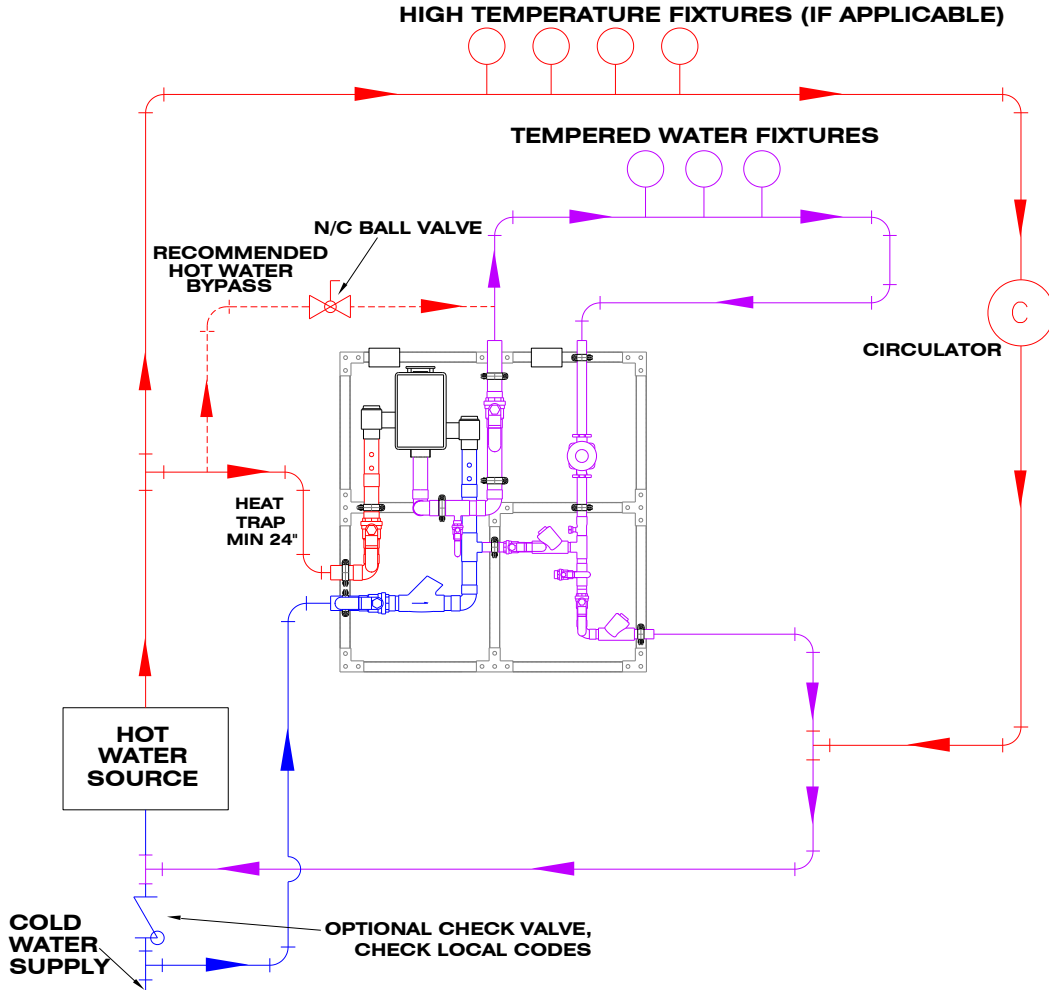 HIGH TEMPERATURE FIXTURES (IF APPLICABLE)
TEMPERED WATER FIXTURES
N/C BALL VALVE
RECOMMENDED
HOT WATER
BYPASS
C
CIRCULATOR
HEAT
TRAP
MIN 24"
HOT
WATER
SOURCE
COLD
WATER
SUPPLY
OPTIONAL CHECK VALVE,
CHECK LOCAL CODES